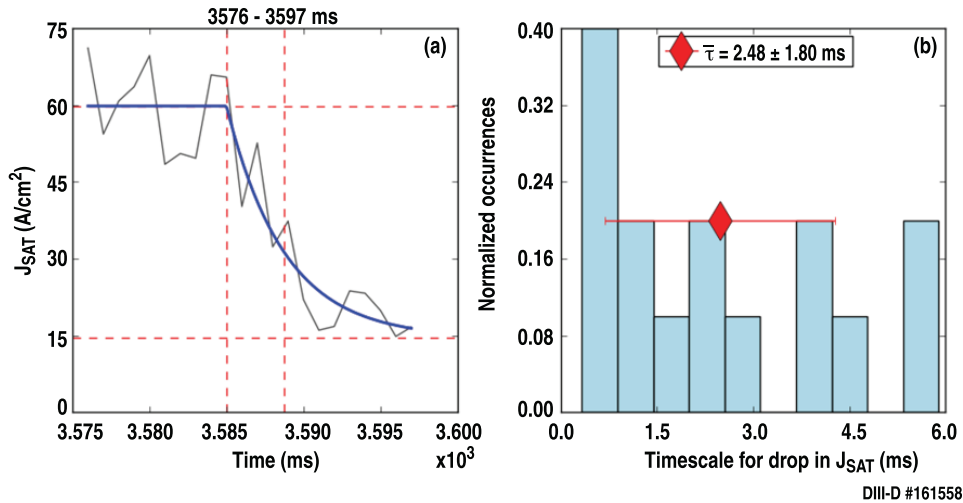 3576 - 3597 ms
(a)
75
60
45
30
15
0
J_SAT (A/cm²)
3.575 3.580 3.585 3.590 3.595 3.600
Time (ms) x10³
(b)
τ̅ = 2.48 ± 1.80 ms
0.40
0.32
0.24
0.16
0.08
0.00
Normalized occurrences
0.0 1.5 3.0 4.5 6.0
Timescale for drop in J_SAT (ms)
DIII-D #161558